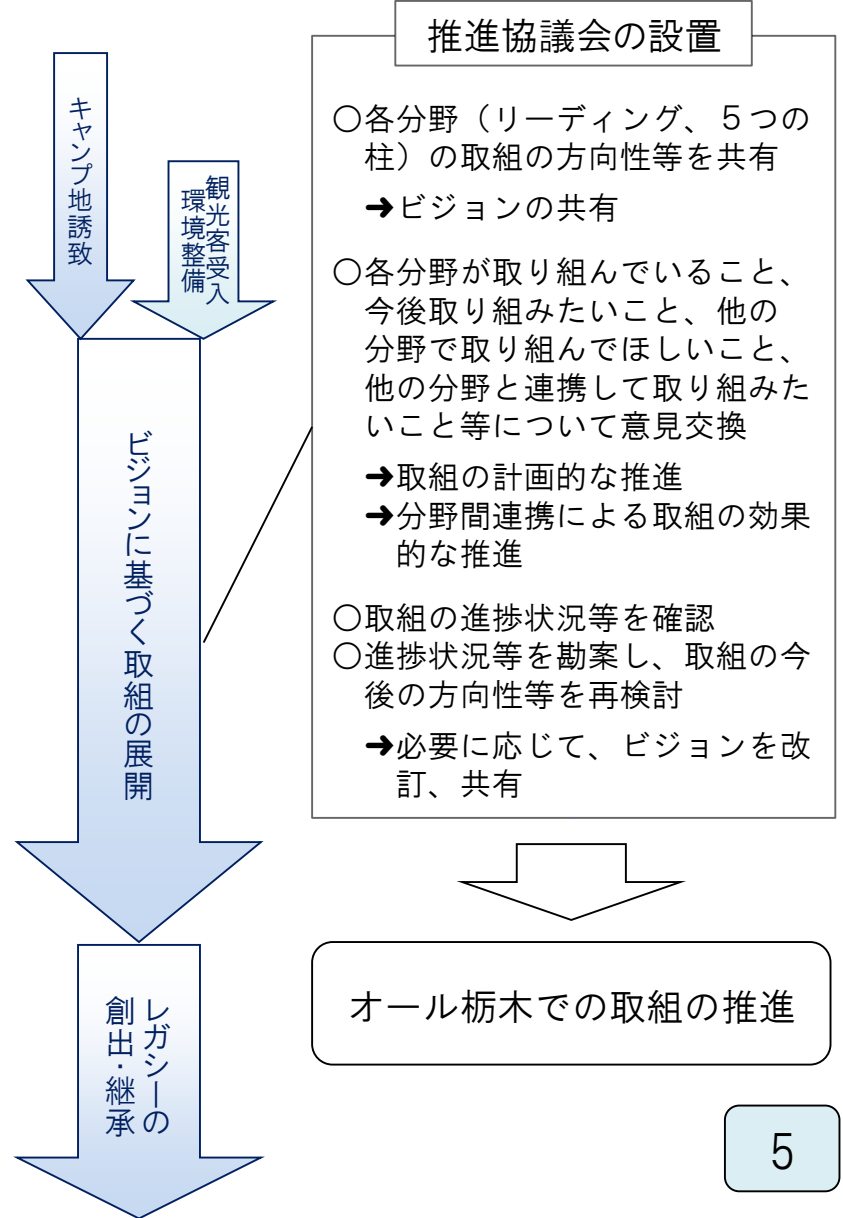 キャンプ地誘致
観光客受入
環境整備
ビジョンに基づく取組の展開
レガシーの
創出・継承
推進協議会の設置
○各分野（リーディング、５つの
柱）の取組の方向性等を共有
➜ビジョンの共有
○各分野が取り組んでいること、
今後取り組みたいこと、他の
分野で取り組んでほしいこと、
他の分野と連携して取り組みた
いこと等について意見交換
➜取組の計画的な推進
➜分野間連携による取組の効果
的な推進
○取組の進捗状況等を確認
○進捗状況等を勘案し、取組の今
後の方向性等を再検討
➜必要に応じて、ビジョンを改
訂、共有
オール栃木での取組の推進
5